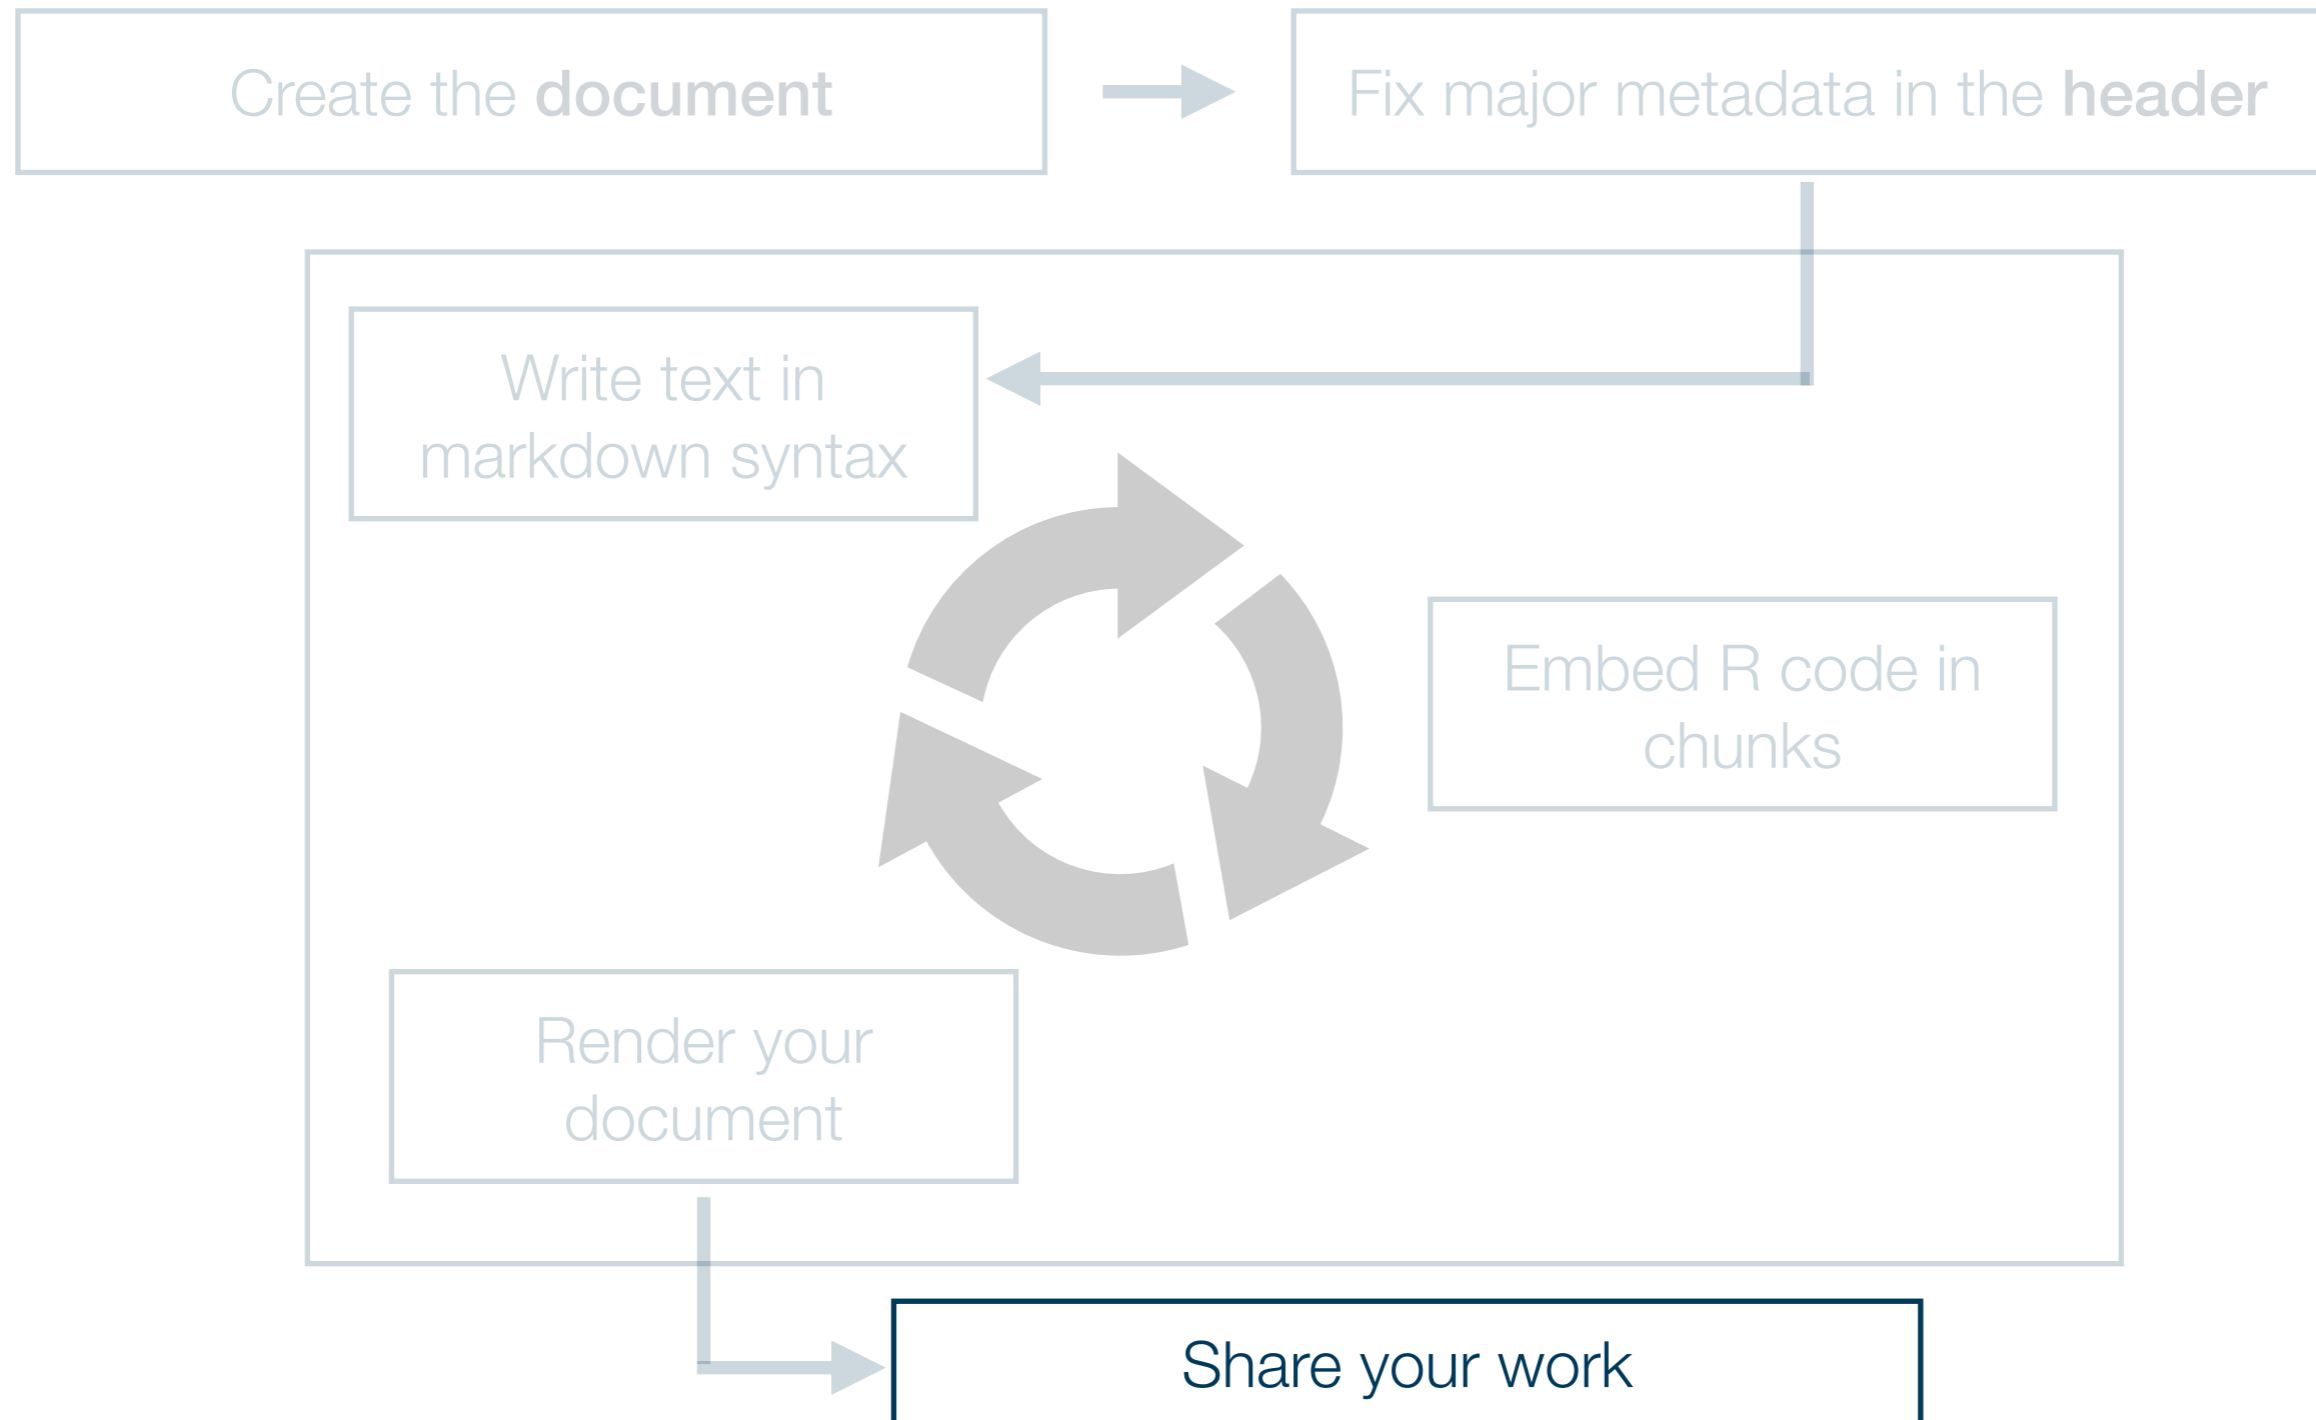 Create the document
Fix major metadata in the header
Write text in
markdown syntax
Embed R code in
chunks
Render your
document
Share your work